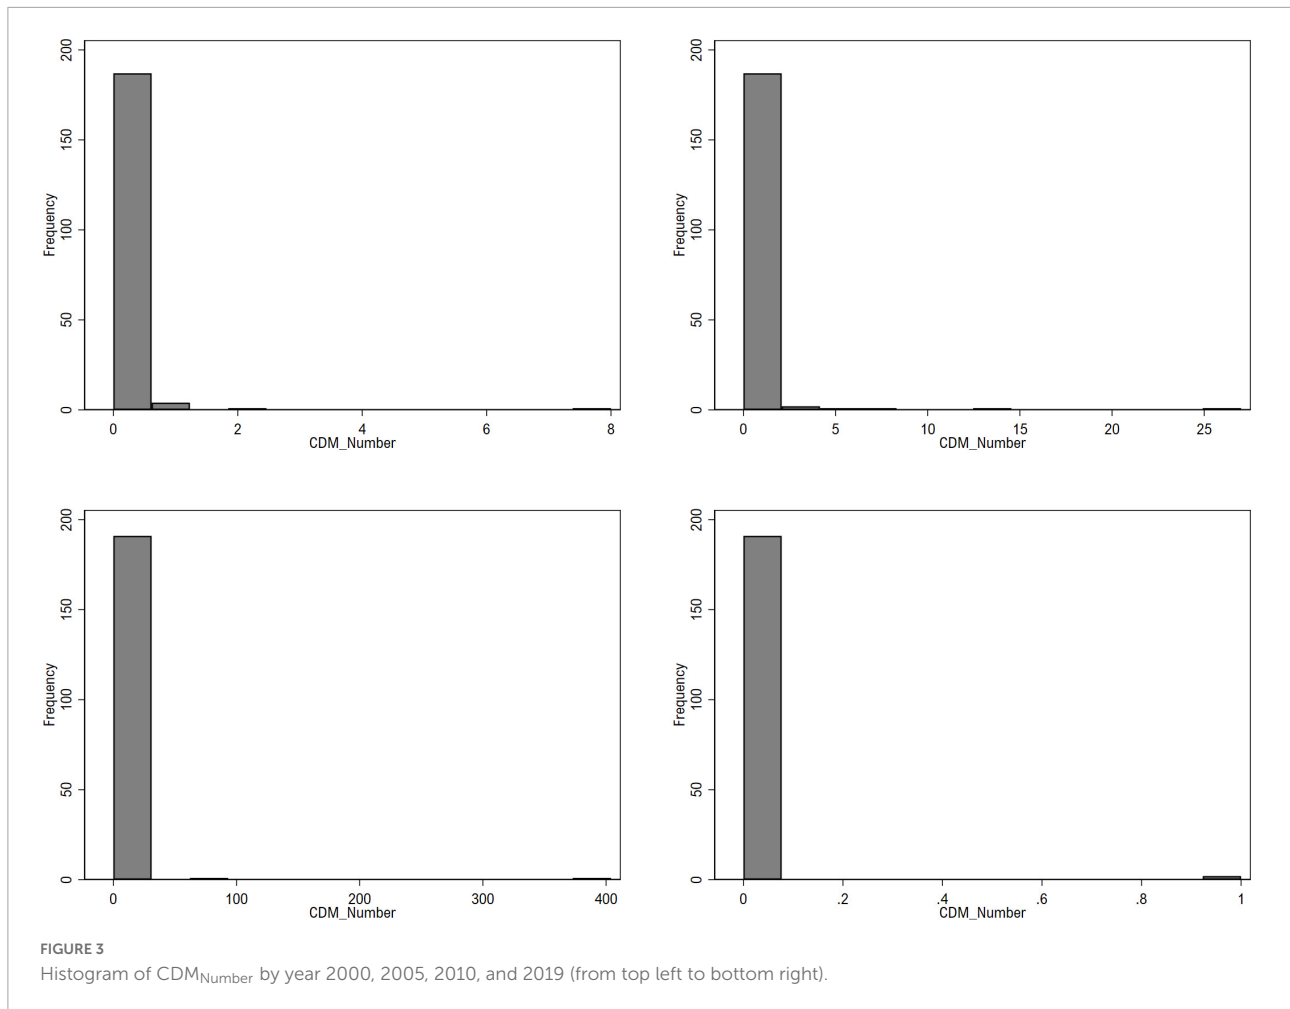 200
150
100
50
0
Frequency
0 2 4 6 8
CDM_Number
200
150
100
50
0
Frequency
0 5 10 15 20 25
CDM_Number
200
150
100
50
0
Frequency
0 100 200 300 400
CDM_Number
200
150
100
50
0
Frequency
0 .2 .4 .6 .8 1
CDM_Number
FIGURE 3
Histogram of CDMNumber by year 2000, 2005, 2010, and 2019 (from top left to bottom right).